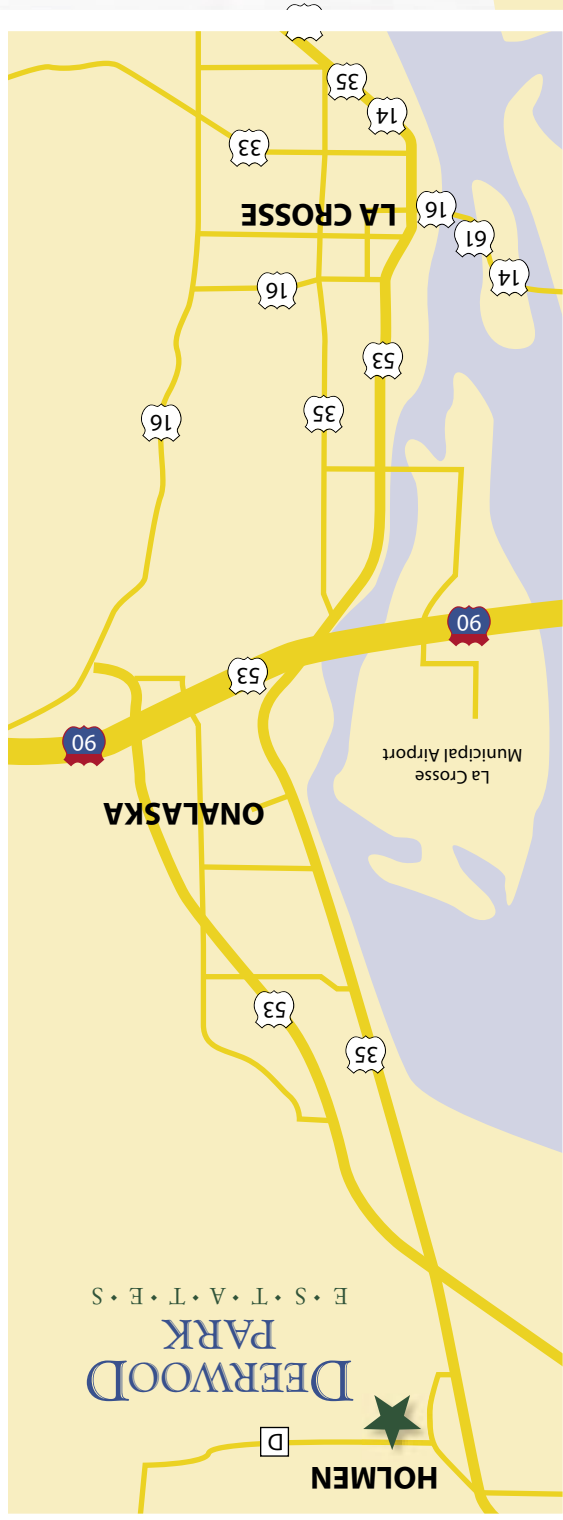 HOLMEN
D
DEERWOOD
PARK
E • S • T • A • T • E • S
35
53
ONALASKA
La Crosse
Municipal Airport
90
53
90
16
35
53
16
14
61
16
LA CROSSE
33
14
35